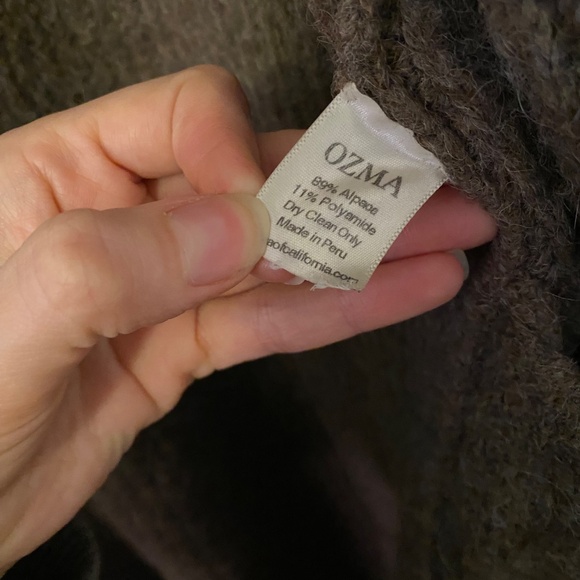 OZMA
89% Alpaca
11% Polyamide
Dry Clean Only
Made in Peru
aofcalifornia.com